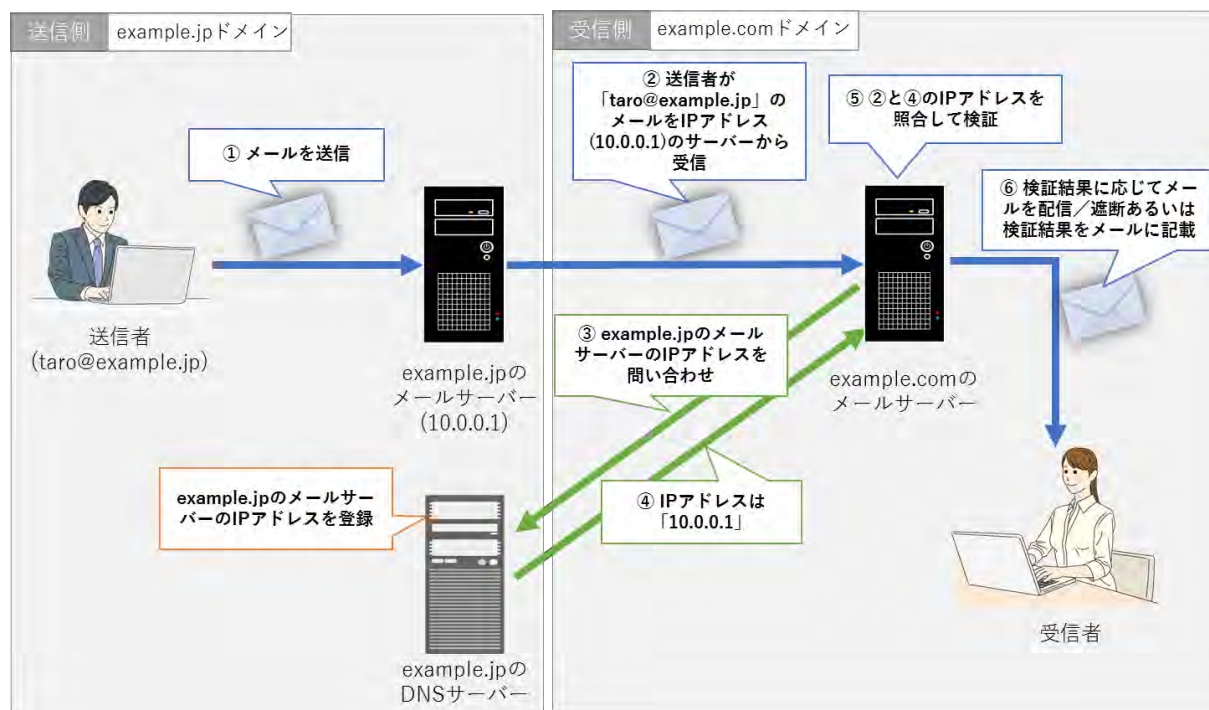 送信側 example.jpドメイン
受信側 example.comドメイン
① メールを送信
② 送信者が
「taro@example.jp」の
メールをIPアドレス
(10.0.0.1)のサーバーから
受信
⑤ ②と④のIPアドレスを
照合して検証
⑥ 検証結果に応じてメー
ルを配信／遮断あるいは
検証結果をメールに記載
送信者
(taro@example.jp)
example.jpの
メールサーバー
(10.0.0.1)
③ example.jpのメール
サーバーのIPアドレスを
問い合わせ
example.comの
メールサーバー
example.jpのメールサー
バーのIPアドレスを登録
④ IPアドレスは
「10.0.0.1」
受信者
example.jpの
DNSサーバー